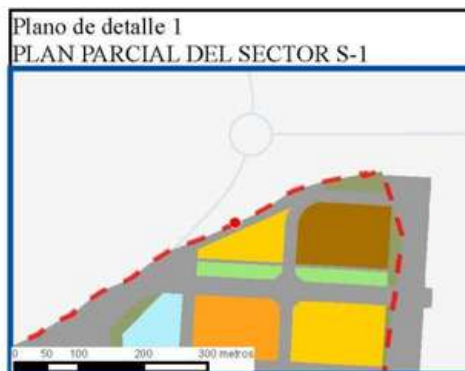 Plano de detalle 1
PLAN PARCIAL DEL SECTOR S-1
0 50 100 200 300 metros